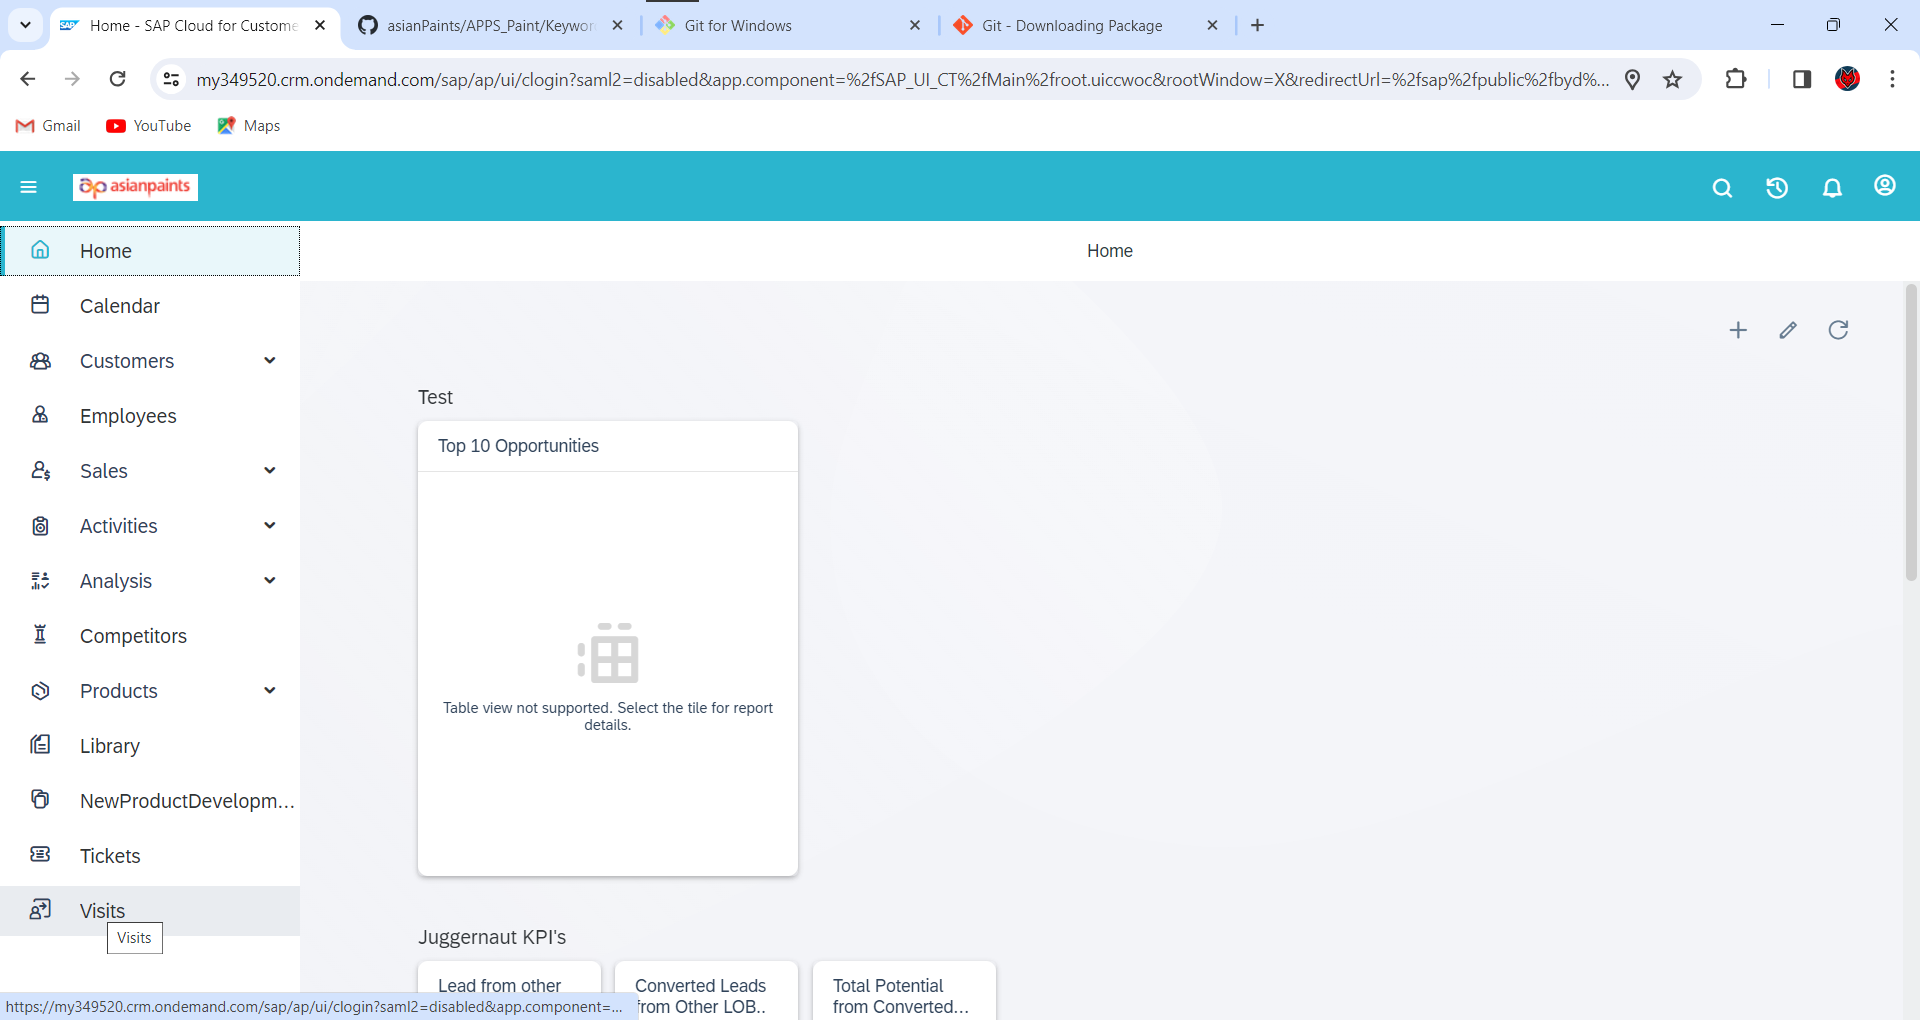 Home - SAP Cloud for Custome
asianPaints/APPS_Paint/Keywor
Git for Windows
Git - Downloading Package
my349520.crm.ondemand.com/sap/ap/ui/clogin?saml2=disabled&app.component=%2fSAP_UI_CT%2fMain%2froot.uiccwoc&rootWindow=X&redirectUrl=%2fsap%2fpublic%2fbyd%...
Gmail
YouTube
Maps
asianpaints
Home
Home
Calendar
Customers
Employees
Sales
Activities
Analysis
Competitors
Products
Library
NewProductDevelopm...
Tickets
Visits
Visits
Test
Top 10 Opportunities
Table view not supported. Select the tile for report
details.
Juggernaut KPI's
Lead from other
Converted Leads
from Other LOB..
Total Potential
from Converted...
https://my349520.crm.ondemand.com/sap/ap/ui/clogin?saml2=disabled&app.component=...